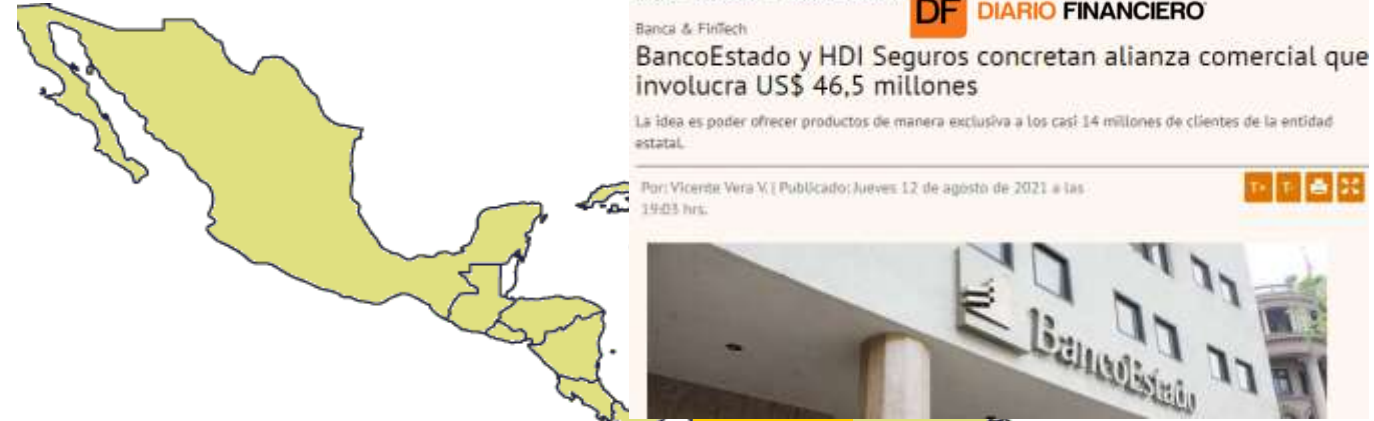 DF DIARIO FINANCIERO
Banca & FinTech
BancoEstado y HDI Seguros concretan alianza comercial que
involucra US$ 46,5 millones
La idea es poder ofrecer productos de manera exclusiva a los casi 14 millones de clientes de la entidad
estatal.
Por: Vicente Vera V. | Publicado: Jueves 12 de agosto de 2021 a las
19:03 hrs.
T+ T-
BancoEstado